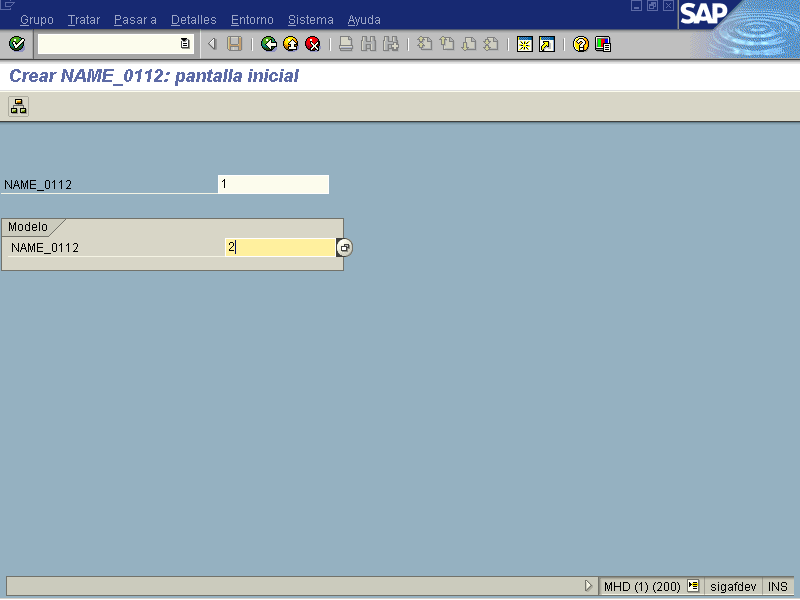 Grupo Tratar Pasar a Detalles Entorno Sistema Ayuda
SAP
Crear NAME_0112: pantalla inicial
NAME_0112 1
Modelo
NAME_0112 2
MHD (1) (200) sigafdev INS